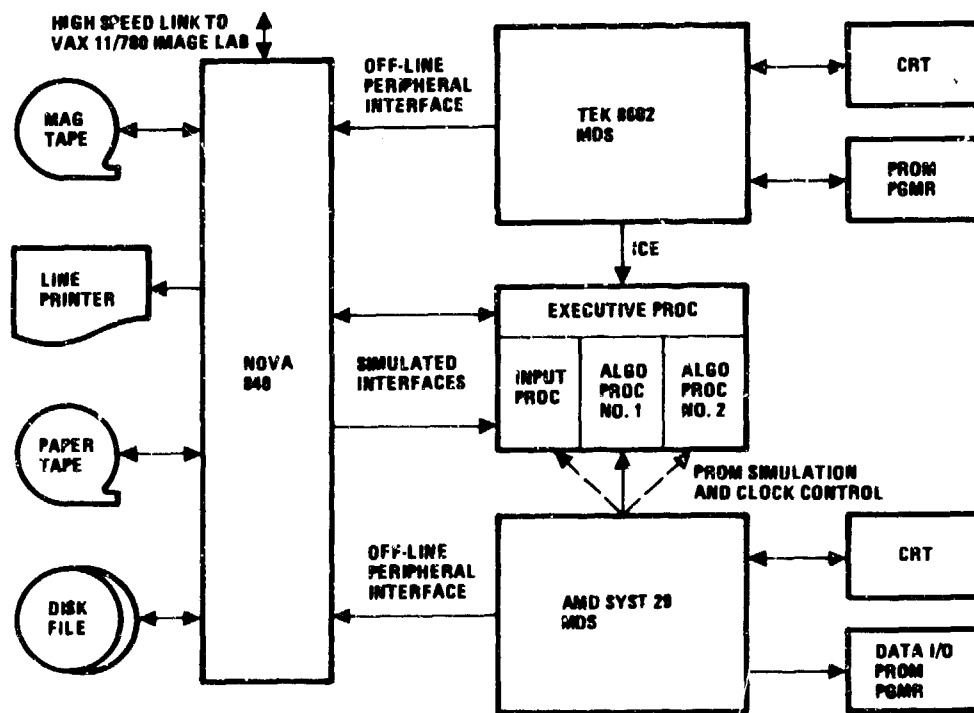 HIGH SPEED LINK TO
VAX 11/780 IMAGE LAB
MAG
TAPE
LINE
PRINTER
PAPER
TAPE
DISK
FILE
NOVA
840
OFF-LINE
PERIPHERAL
INTERFACE
SIMULATED
INTERFACES
OFF-LINE
PERIPHERAL
INTERFACE
TEK 8002
MDS
CRT
PROM
PGMR
ICE
EXECUTIVE PROC
INPUT
PROC
ALGO
PROC
NO. 1
ALGO
PROC
NO. 2
PROM SIMULATION
AND CLOCK CONTROL
AMD SYST 29
MDS
CRT
DATA I/O
PROM
PGMR